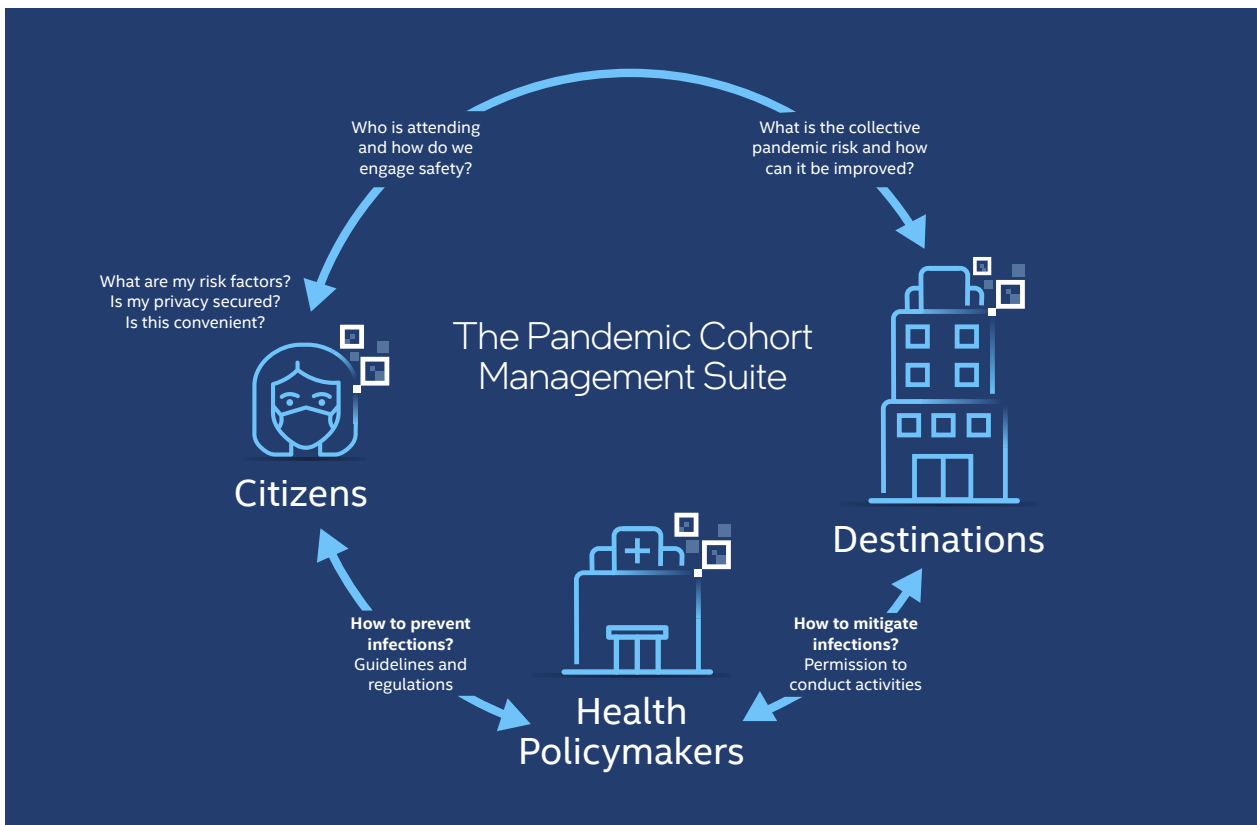 Who is attending
and how do we
engage safety?
What is the collective
pandemic risk and how
can it be improved?
What are my risk factors?
Is my privacy secured?
Is this convenient?
The Pandemic Cohort
Management Suite
Citizens
Destinations
How to prevent
infections?
Guidelines and
regulations
How to mitigate
infections?
Permission to
conduct activities
Health
Policymakers